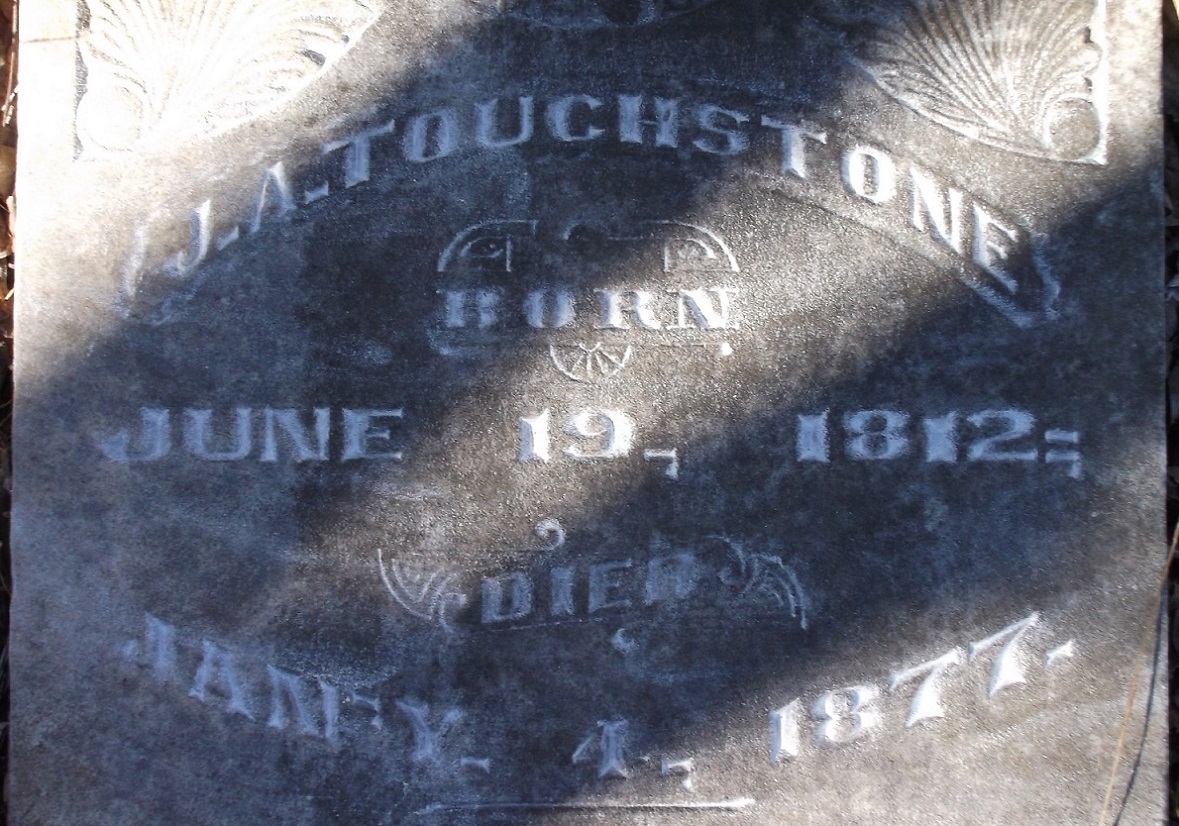 J. A. TOUCHSTONE
BORN
JUNE 19, 1812;
DIED
JAN'Y. 4, 1877.